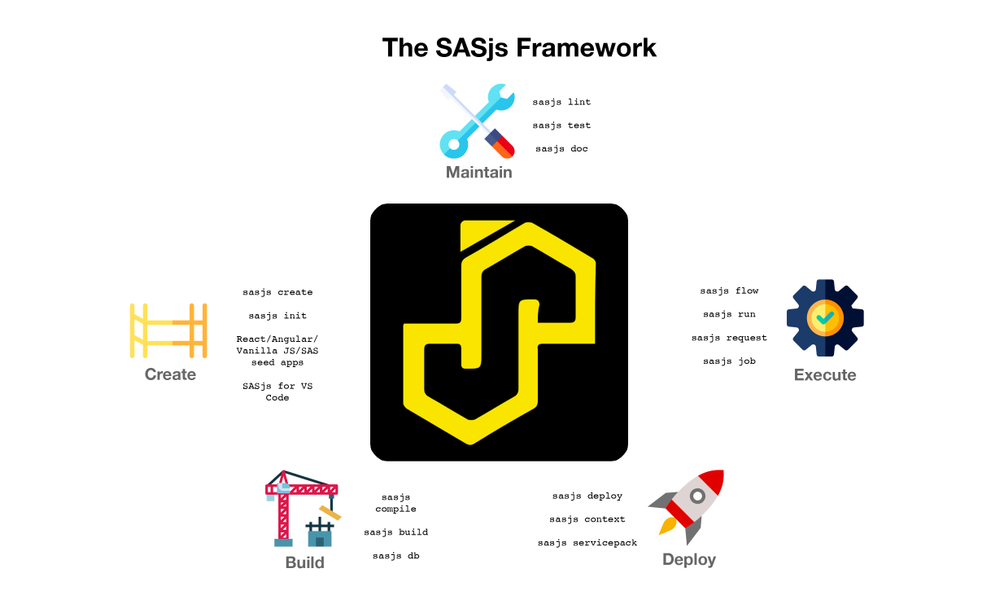 The SASjs Framework
sasjs lint
sasjs test
sasjs doc
Maintain
sasjs create
sasjs init
React/Angular/
Vanilla JS/SAS
seed apps
SASjs for VS
Code
Create
sasjs flow
sasjs run
sasjs request
sasjs job
Execute
sasjs
compile
sasjs build
sasjs db
Build
sasjs deploy
sasjs context
sasjs servicepack
Deploy